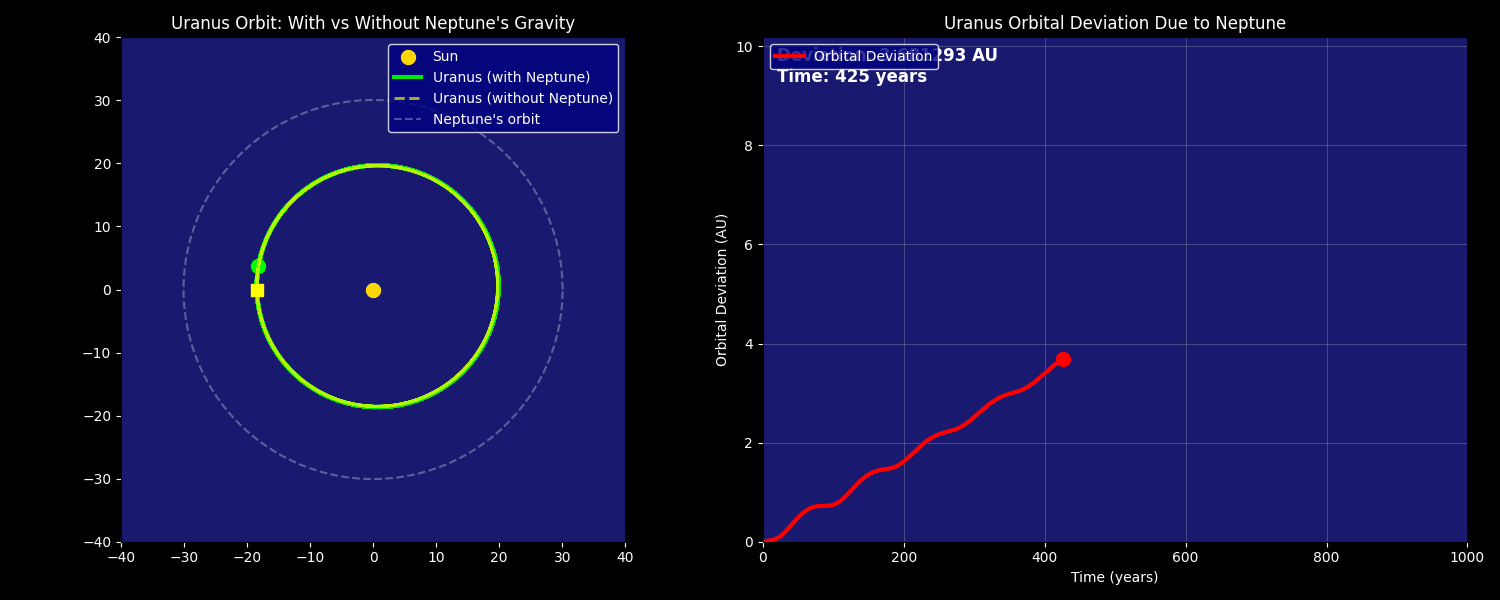 Uranus Orbit: With vs Without Neptune's Gravity
40
30
20
10
0
−10
−20
−30
−40
−40 −30 −20 −10 0 10 20 30 40
Sun
Uranus (with Neptune)
Uranus (without Neptune)
Neptune's orbit
Uranus Orbital Deviation Due to Neptune
Orbital Deviation
293 AU
Time: 425 years
10
8
6
4
2
0
Orbital Deviation (AU)
0 200 400 600 800 1000
Time (years)